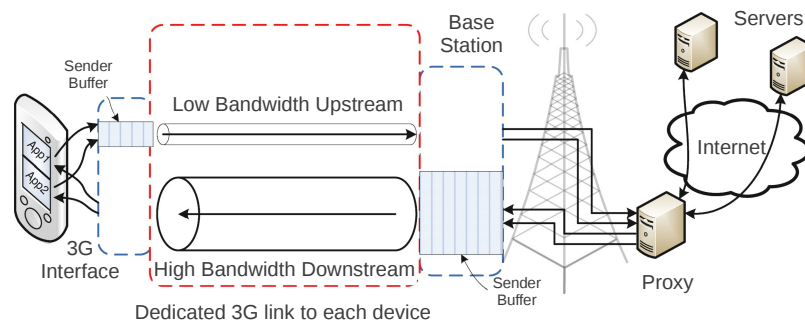 Base
Station
Servers
Sender
Buffer
Low Bandwidth Upstream
App1
App2
Internet
3G
Interface
High Bandwidth Downstream
Sender
Buffer
Proxy
Dedicated 3G link to each device